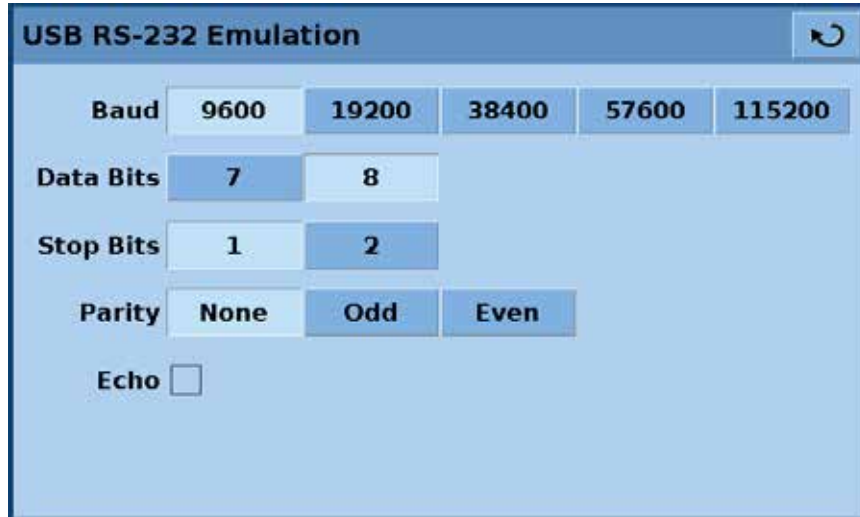 USB RS-232 Emulation
Baud 9600 19200 38400 57600 115200
Data Bits 7 8
Stop Bits 1 2
Parity None Odd Even
Echo